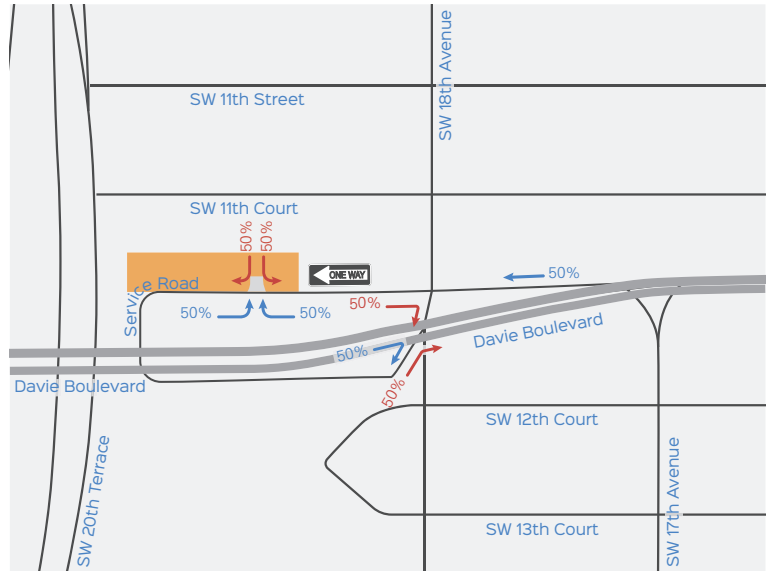 SW 18th Avenue
SW 11th Street
SW 11th Court
50%
50%
ONE WAY
50%
Service Road
50%
50%
50%
Davie Boulevard
50%
Davie Boulevard
50%
SW 12th Court
SW 20th Terrace
SW 17th Avenue
SW 13th Court